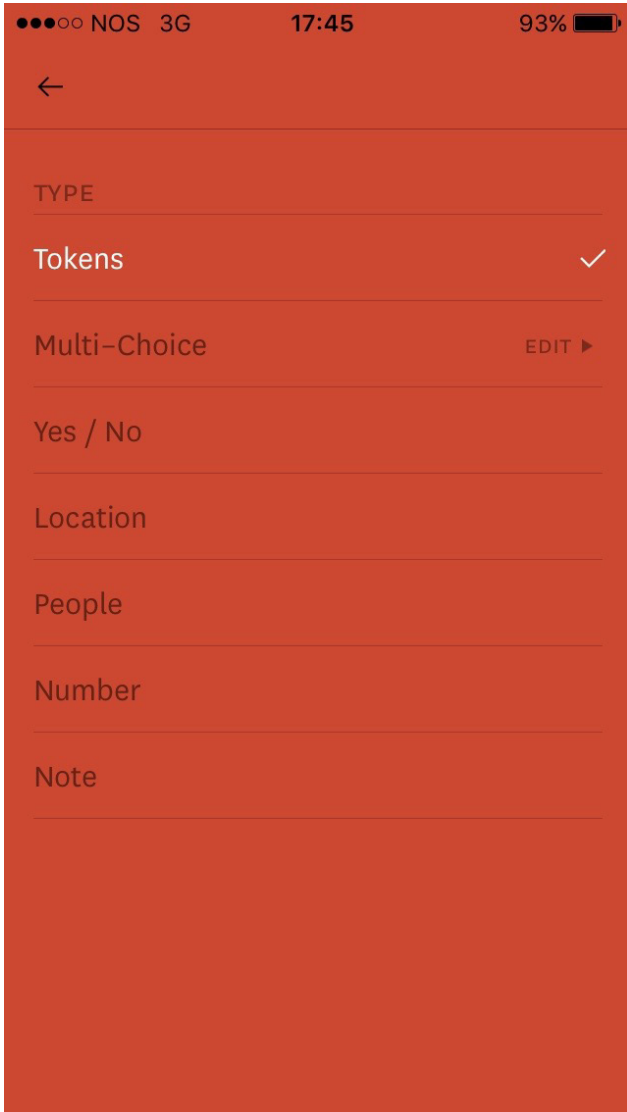 NOS 3G 17:45 93%
TYPE
Tokens
Multi-Choice EDIT
Yes / No
Location
People
Number
Note